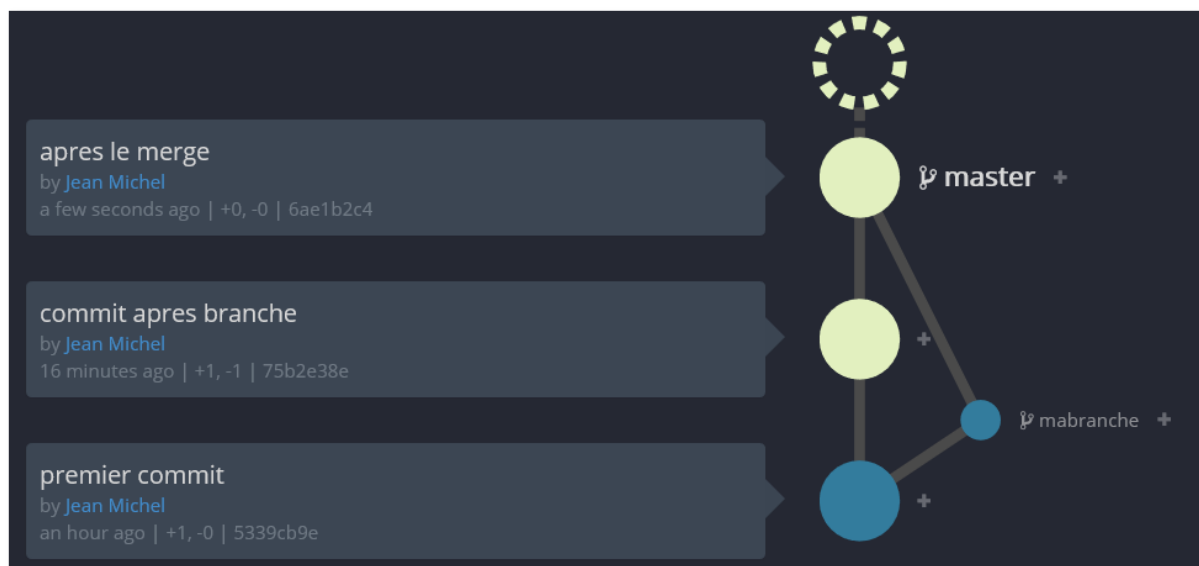 apres le merge
by Jean Michel
a few seconds ago | +0, -0 | 6ae1b2c4
master +
commit apres branche
by Jean Michel
16 minutes ago | +1, -1 | 75b2e38e
+
mabranche +
premier commit
by Jean Michel
an hour ago | +1, -0 | 5339cb9e
+